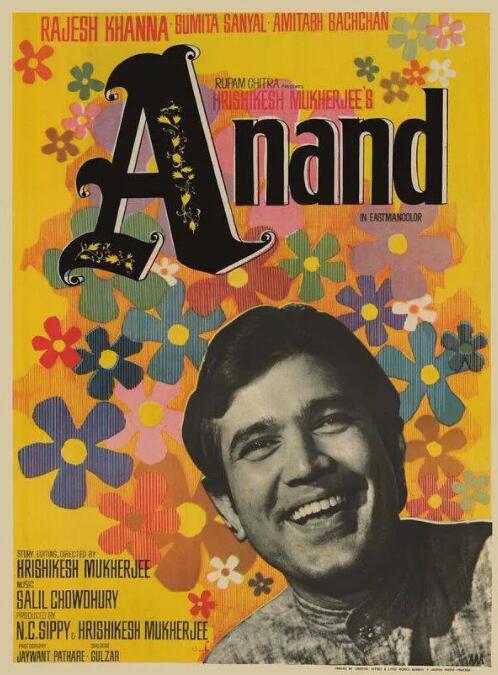 RAJESH KHANNA · SUMITA SANYAL · AMITABH BACHCHAN
RUPAM CHITRA PRESENTS
HRISHIKESH MUKHERJEE'S
Anand
IN EASTMANCOLOR
STORY, EDITING, DIRECTED BY
HRISHIKESH MUKHERJEE
MUSIC
SALIL CHOWDHURY
PRODUCED BY
N.C. SIPPY & HRISHIKESH MUKHERJEE
PHOTOGRAPHY DIALOGUE
JAYWANT PATHARE · GULZAR